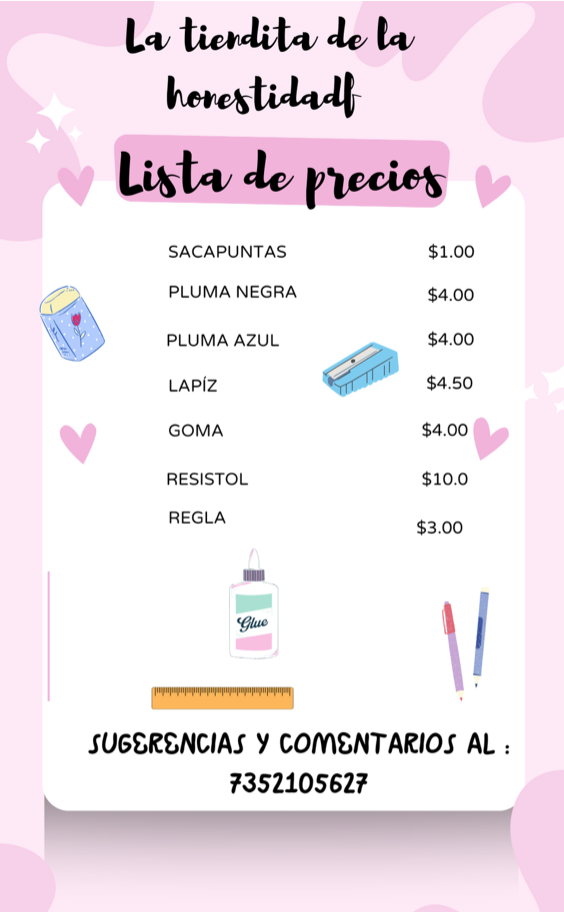 La tiendita de la
honestidadf
Lista de precios
SACAPUNTAS $1.00
PLUMA NEGRA $4.00
PLUMA AZUL $4.00
LAPÍZ $4.50
GOMA $4.00
RESISTOL $10.0
REGLA $3.00
Glue
SUGERENCIAS Y COMENTARIOS AL :
7352105627